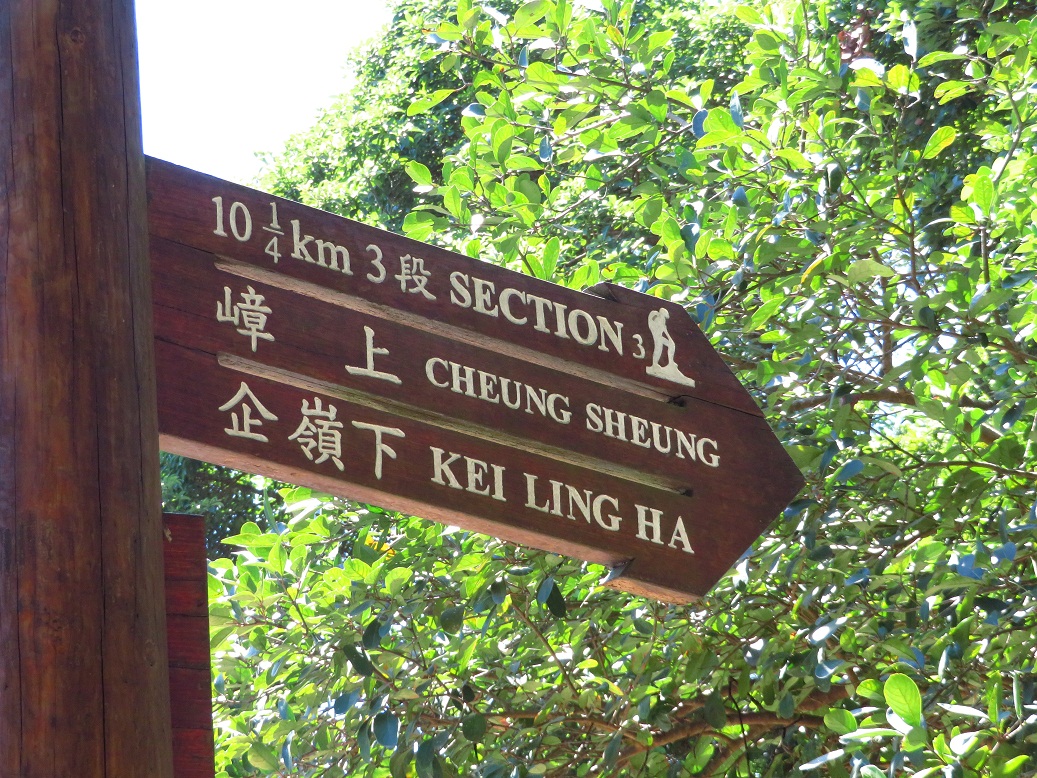 10 1/4 km 3段 SECTION 3
嶂上 CHEUNG SHEUNG
企嶺下 KEI LING HA